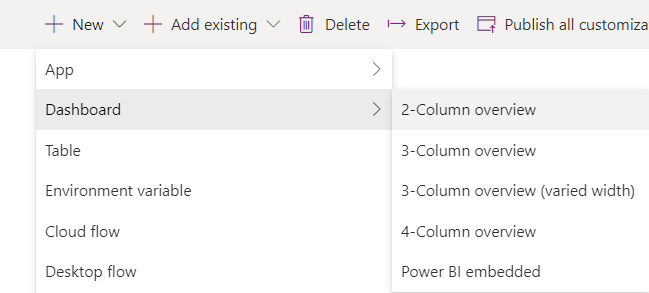 New Add existing Delete Export Publish all customiza
App
Dashboard 2-Column overview
Table 3-Column overview
Environment variable 3-Column overview (varied width)
Cloud flow 4-Column overview
Desktop flow Power BI embedded